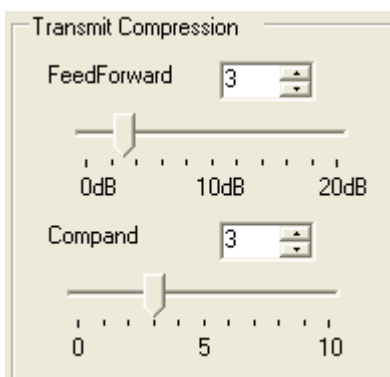 Transmit Compression
FeedForward 3
0dB 10dB 20dB
Compand 3
0 5 10